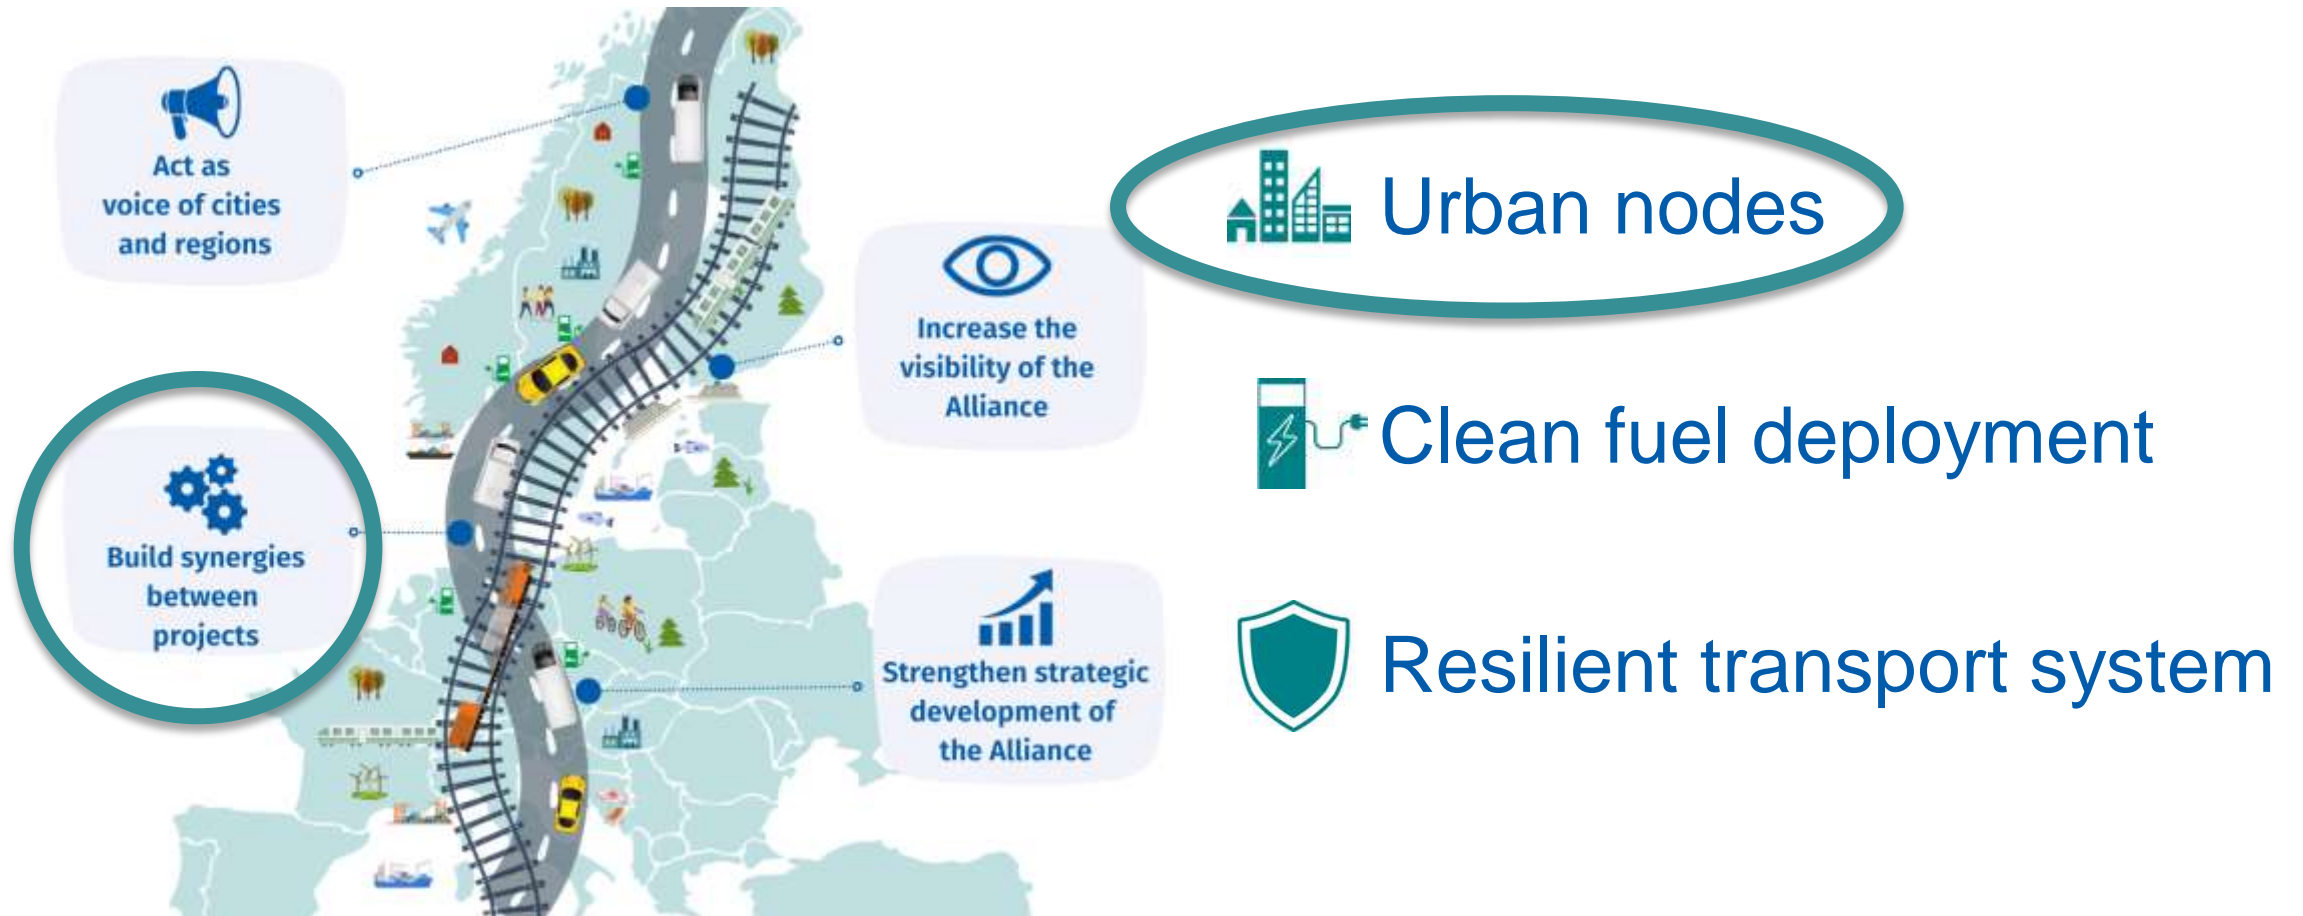 Act as
voice of cities
and regions
Increase the
visibility of the
Alliance
Build synergies
between
projects
Strengthen strategic
development of
the Alliance
Urban nodes
Clean fuel deployment
Resilient transport system